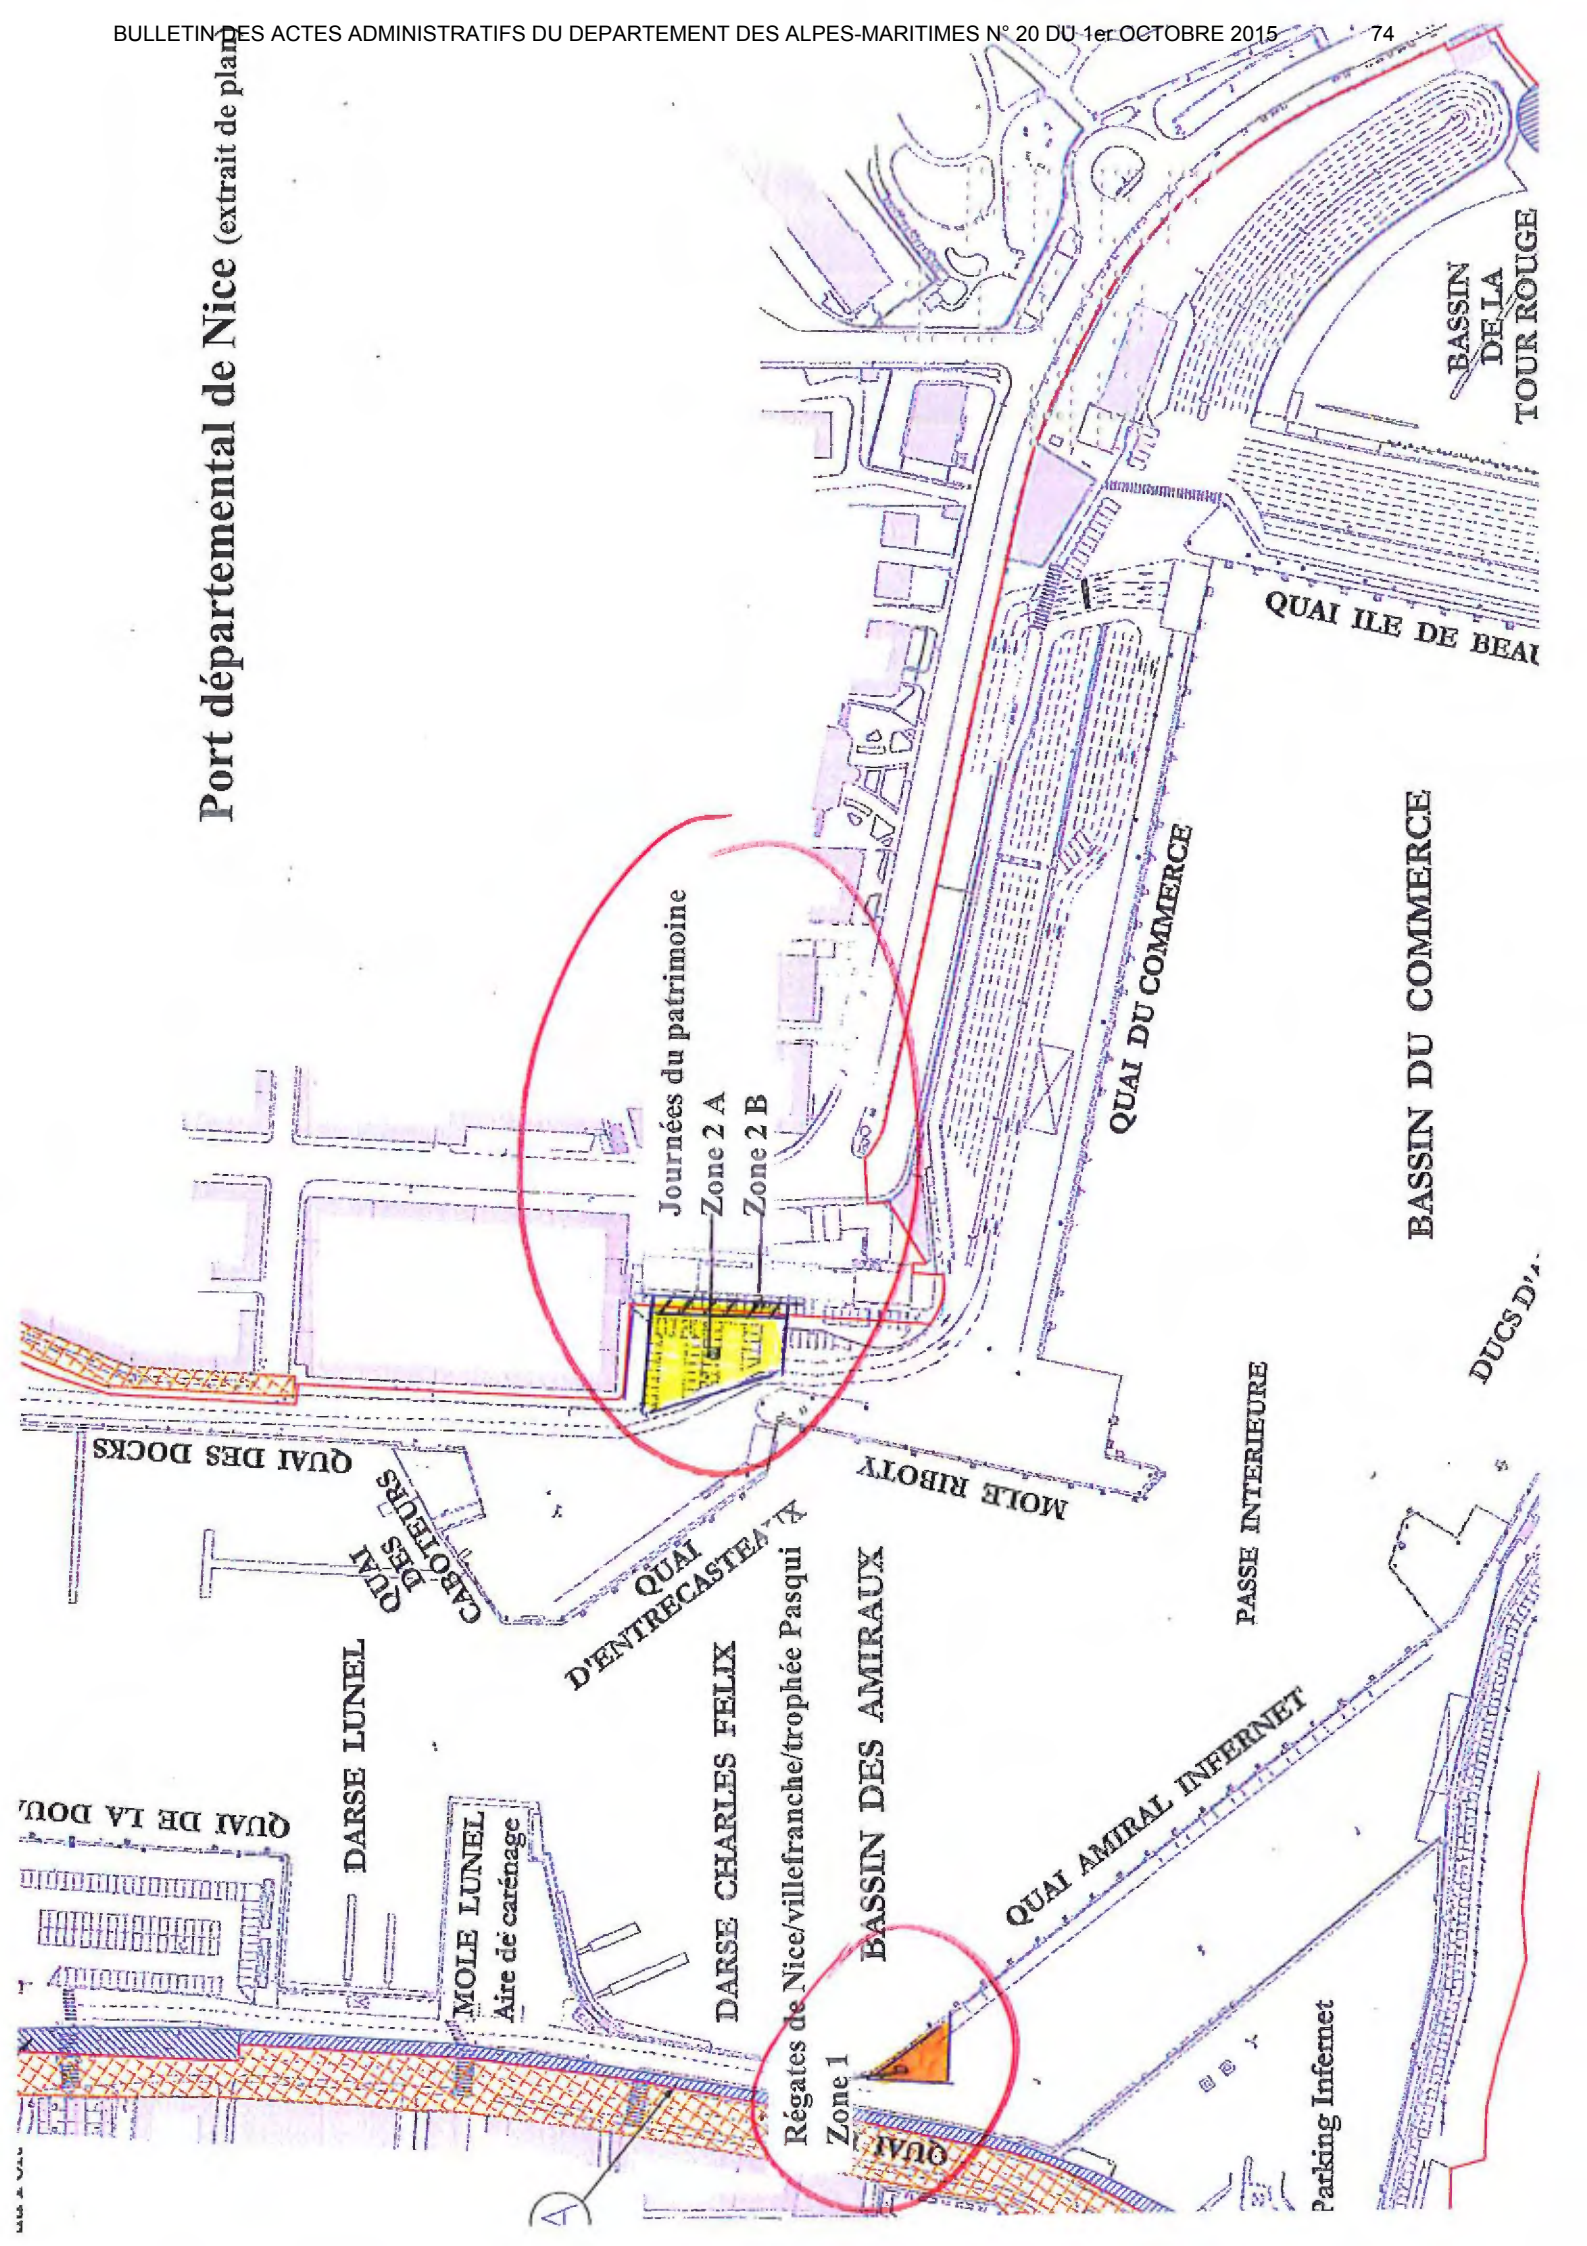 BULLETIN DES ACTES ADMINISTRATIFS DU DEPARTEMENT DES ALPES-MARITIMES N° 20 DU 1er OCTOBRE 2015 74
Port départemental de Nice (extrait de plan)
BASSIN
DE LA
TOUR ROUGE
QUAI ILE DE BEAU
QUAI DU COMMERCE
BASSIN DU COMMERCE
Journées du patrimoine
Zone 2 A
Zone 2 B
QUAI DES DOCKS
QUAI
DES
CABOTEURS
QUAI
D'ENTRECASTEAUX
MOLE RIBOTY
PASSE INTERIEURE
DUCS D'A
DARSE LUNEL
QUAI DE LA DOU
MOLE LUNEL
Aire de carénage
DARSE CHARLES FELIX
Régates de Nice/villefranche/trophée Pasqui
Zone 1
BASSIN DES AMIRAUX
QUAI AMIRAL INFERNET
QUAI
Parking Infernet
A